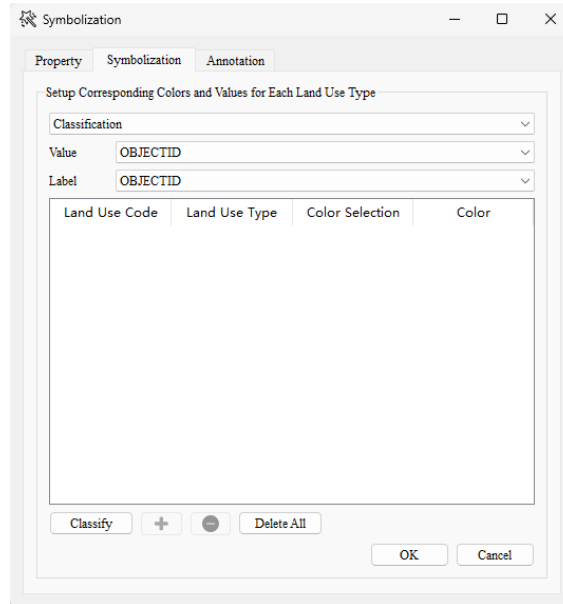 Symbolization
Property Symbolization Annotation
Setup Corresponding Colors and Values for Each Land Use Type
Classification
Value OBJECTID
Label OBJECTID
Land Use Code Land Use Type Color Selection Color
Classify Delete All
OK Cancel